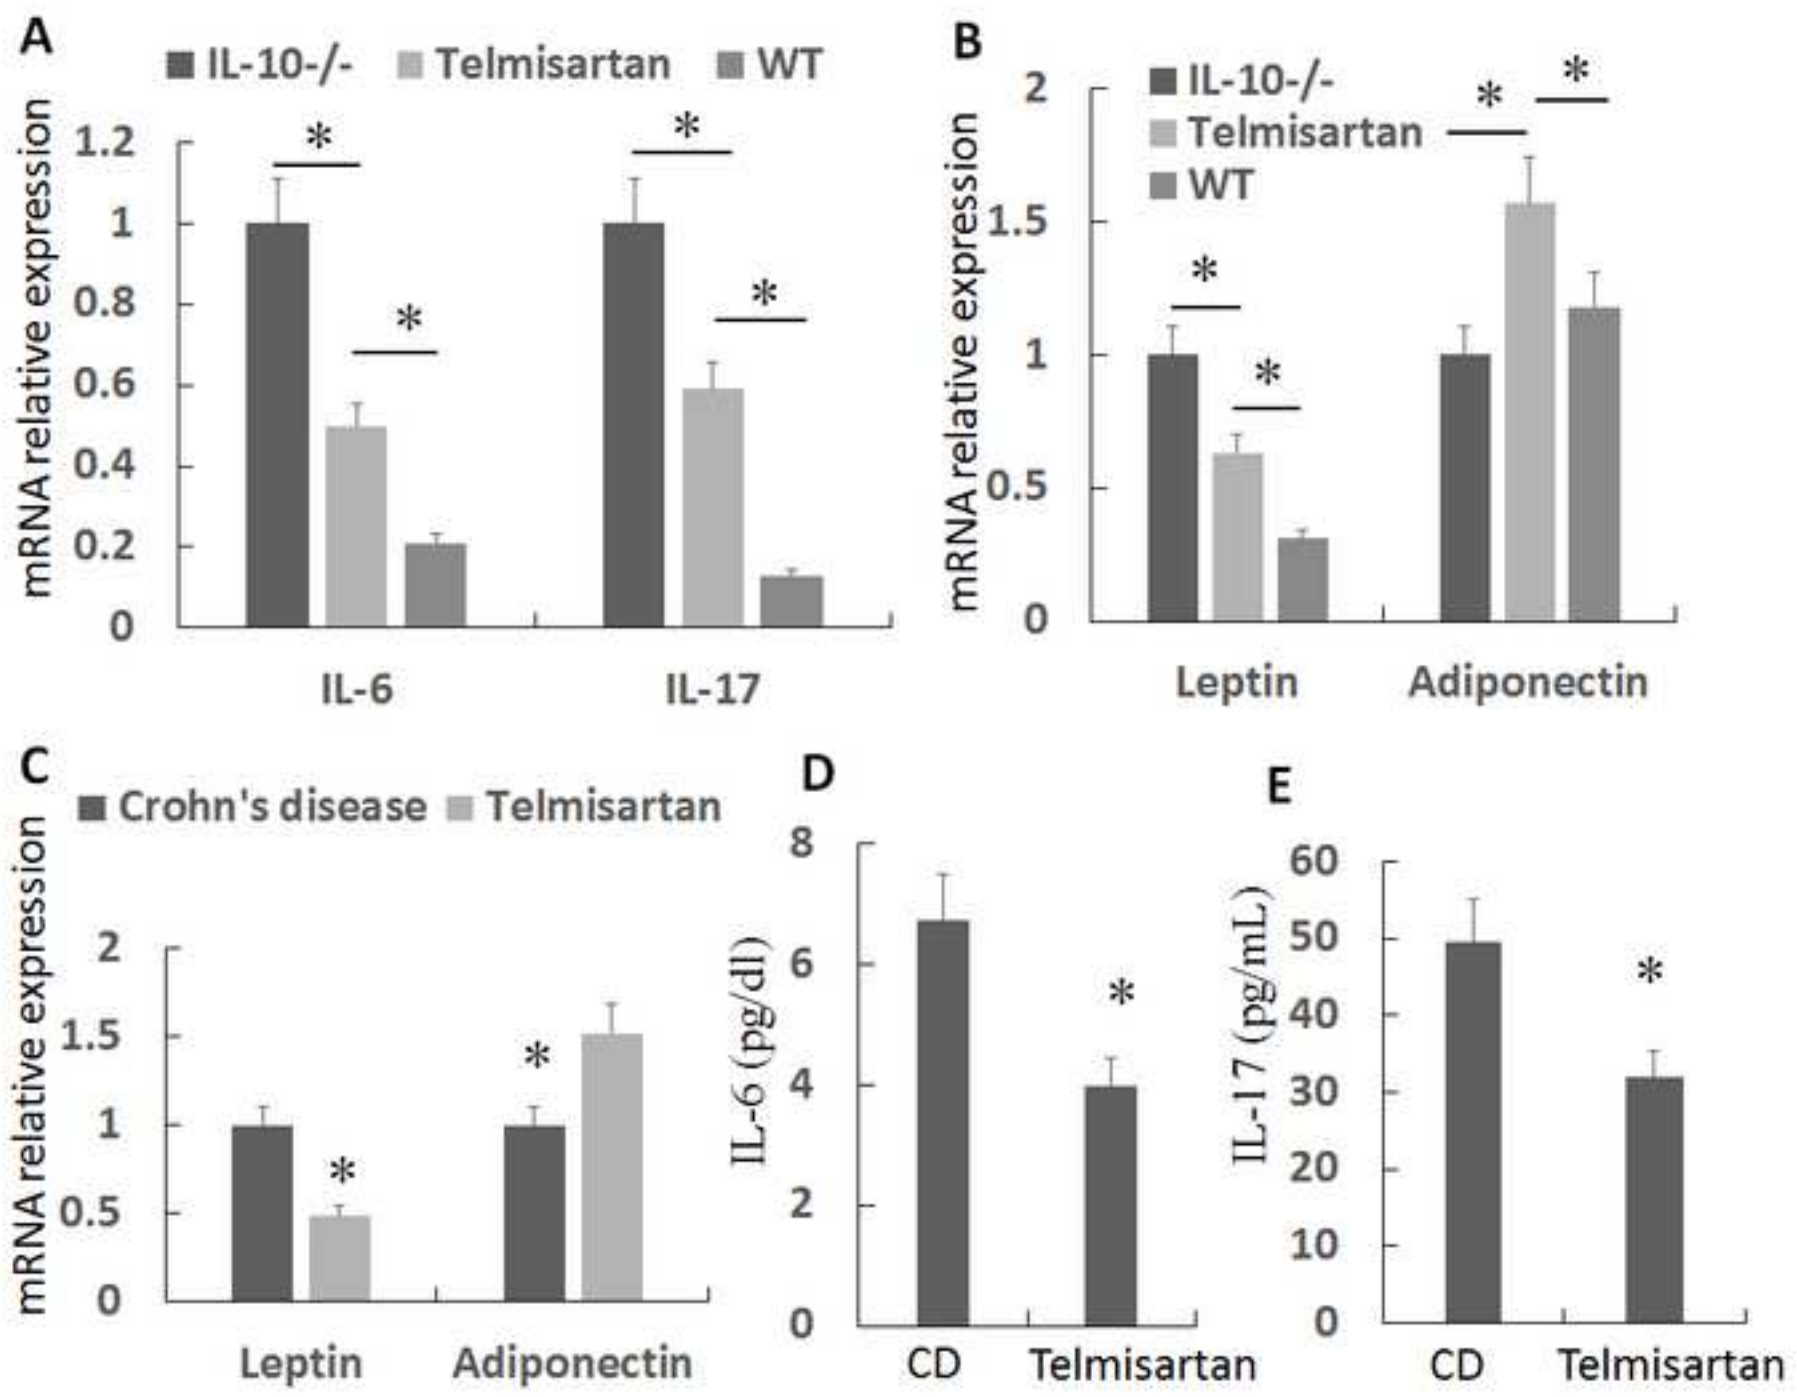 A
IL-10-/- Telmisartan WT
mRNA relative expression
1.2
1
0.8
0.6
0.4
0.2
0
* * * *
IL-6 IL-17
B
IL-10-/-
Telmisartan
WT
mRNA relative expression
2
1.5
1
0.5
0
* * * *
Leptin Adiponectin
C
Crohn's disease Telmisartan
mRNA relative expression
2
1.5
1
0.5
0
* *
Leptin Adiponectin
D
IL-6 (pg/dl)
8
6
4
2
0
*
CD Telmisartan
E
IL-17 (pg/mL)
60
50
40
30
20
10
0
*
CD Telmisartan